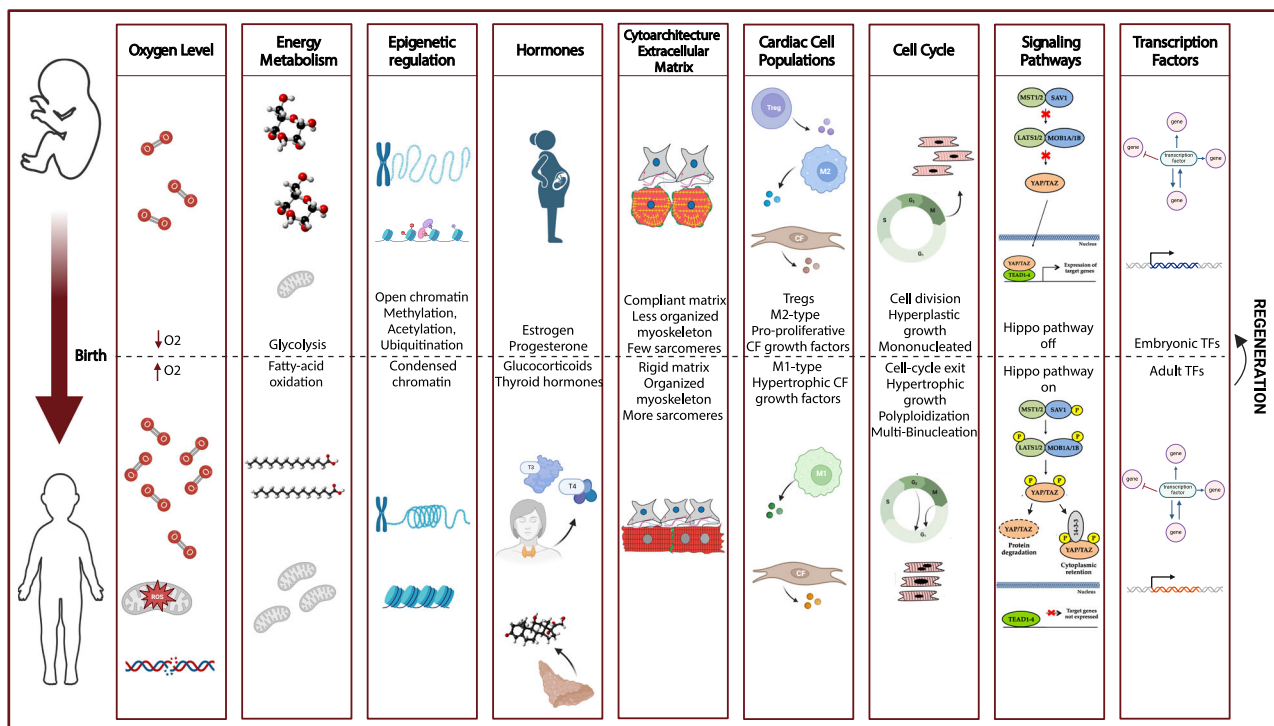 Oxygen Level
Energy
Metabolism
Epigenetic
regulation
Hormones
Cytoarchitecture
Extracellular
Matrix
Cardiac Cell
Populations
Cell Cycle
Signaling
Pathways
Transcription
Factors
O
O
O
O
O
O
Treg
M2
CF
G2
M
S
G1
MST1/2
SAV1
LATS1/2
MOB1A/1B
YAP/TAZ
Nucleus
YAP/TAZ
TEAD1-4
Expression of
target genes
gene
gene
transcription
factor
gene
gene
Birth
O2
Glycolysis
Open chromatin
Methylation,
Acetylation,
Ubiquitination
Estrogen
Progesterone
Compliant matrix
Less organized
myoskeleton
Few sarcomeres
Tregs
M2-type
Pro-proliferative
CF growth factors
Cell division
Hyperplastic
growth
Mononucleated
Hippo pathway
off
Embryonic TFs
REGENERATION
O2
Fatty-acid
oxidation
Condensed
chromatin
Glucocorticoids
Thyroid hormones
Rigid matrix
Organized
myoskeleton
More sarcomeres
M1-type
Hypertrophic CF
growth factors
Cell-cycle exit
Hypertrophic
growth
Polyploidization
Multi-Binucleation
Hippo pathway
on
Adult TFs
O
O
O
O
O
O
O
O
O
O
O
O
O
O
ROS
T3
T4
M1
CF
G2
M
S
G1
MST1/2
SAV1
P
P
P
LATS1/2
MOB1A/1B
P
P
YAP/TAZ
YAP/TAZ
Protein
degradation
14-3-3
P
P
YAP/TAZ
Cytoplasmic
retention
Nucleus
TEAD1-4
Target genes
not expressed
gene
gene
transcription
factor
gene
gene